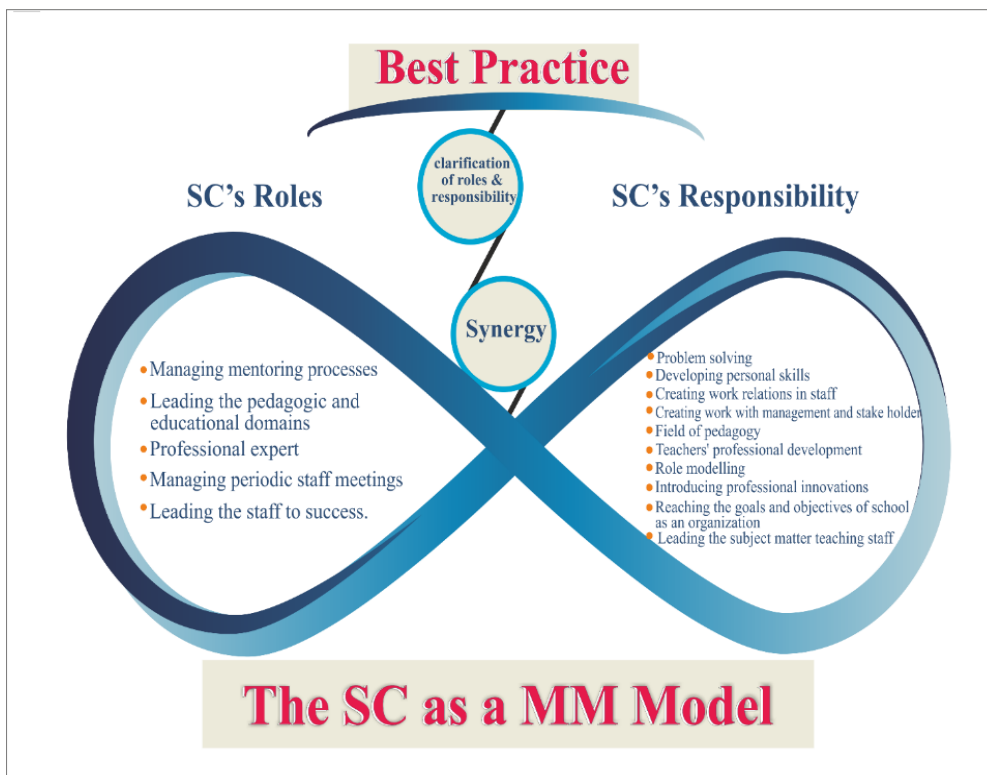 Best Practice
clarification
of roles &
responsibility
SC's Roles
SC's Responsibility
Synergy
•Managing mentoring processes
•Leading the pedagogic and
educational domains
•Professional expert
•Managing periodic staff meetings
•Leading the staff to success.
•Problem solving
•Developing personal skills
•Creating work relations in staff
•Creating work with management and stake holder
•Field of pedagogy
•Teachers' professional development
•Role modelling
•Introducing professional innovations
•Reaching the goals and objectives of school
as an organization
•Leading the subject matter teaching staff
The SC as a MM Model